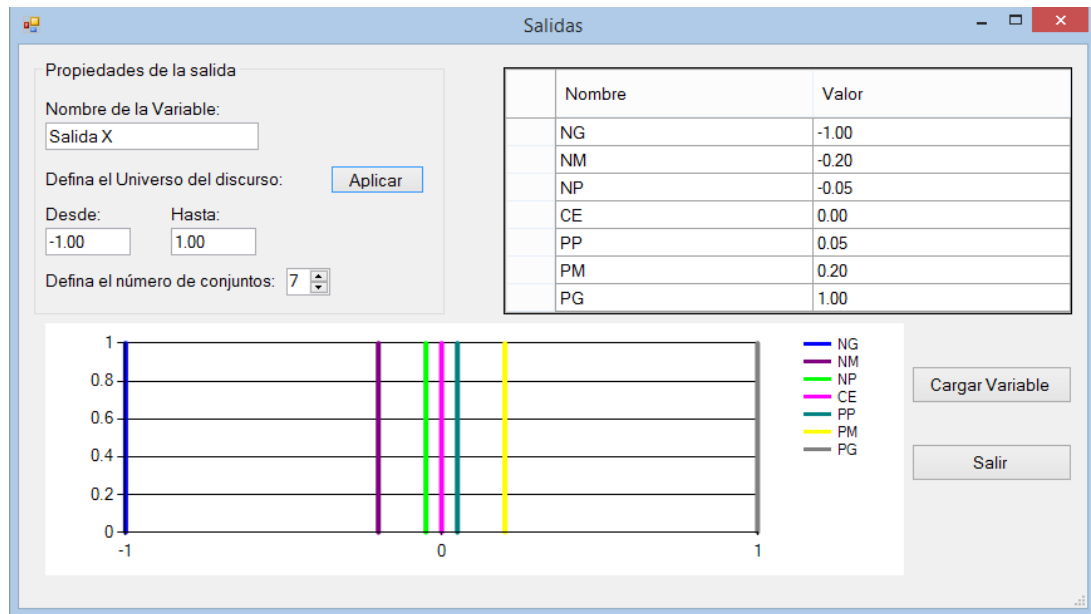 Salidas
Propiedades de la salida
Nombre de la Variable:
Salida X
Defina el Universo del discurso:
Aplicar
Desde: Hasta:
-1.00 1.00
Defina el número de conjuntos: 7
Nombre Valor
NG -1.00
NM -0.20
NP -0.05
CE 0.00
PP 0.05
PM 0.20
PG 1.00
1
0.8
0.6
0.4
0.2
0
-1 0 1
NG
NM
NP
CE
PP
PM
PG
Cargar Variable
Salir